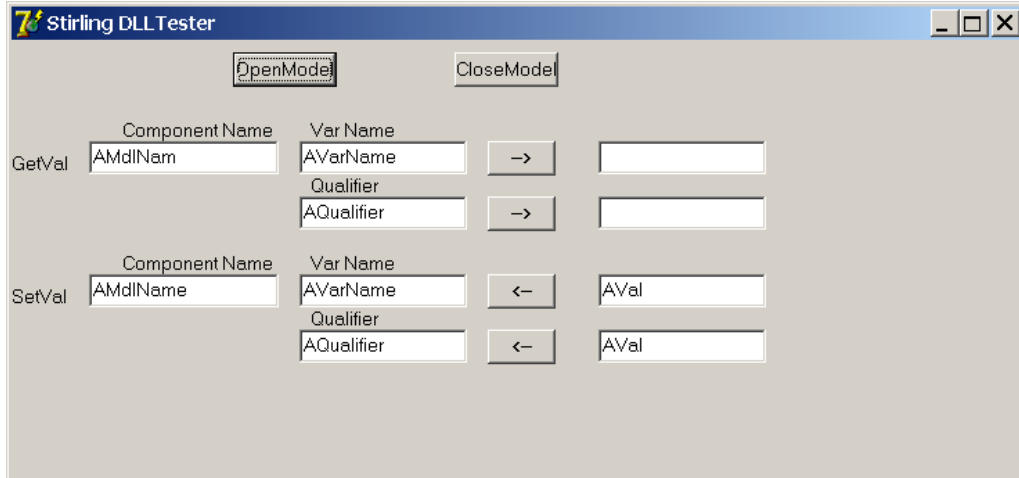 Stirling DLLTester
OpenModel CloseModel
Component Name Var Name
GetVal AMdlNam AVarName -->
Qualifier
AQualifier -->
Component Name Var Name
SetVal AMdlName AVarName <-- AVal
Qualifier
AQualifier <-- AVal